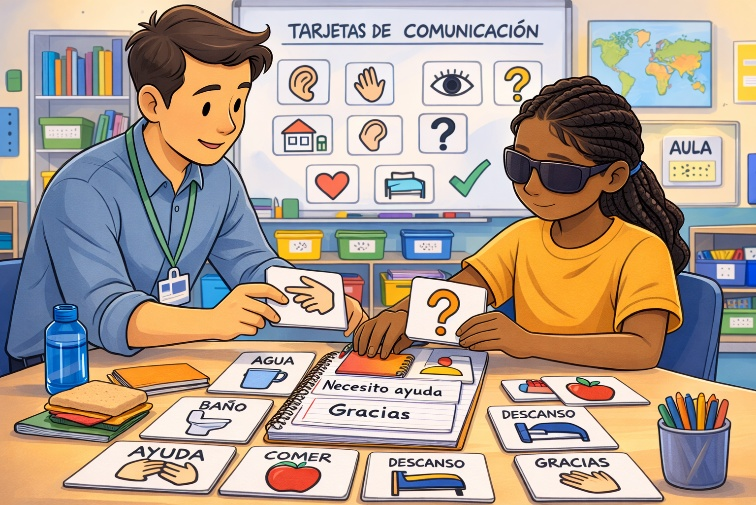 TARJETAS DE COMUNICACIÓN
?
?
AULA
?
AGUA
Necesito ayuda
Gracias
BAÑO
DESCANSO
AYUDA
COMER
DESCANSO
GRACIAS